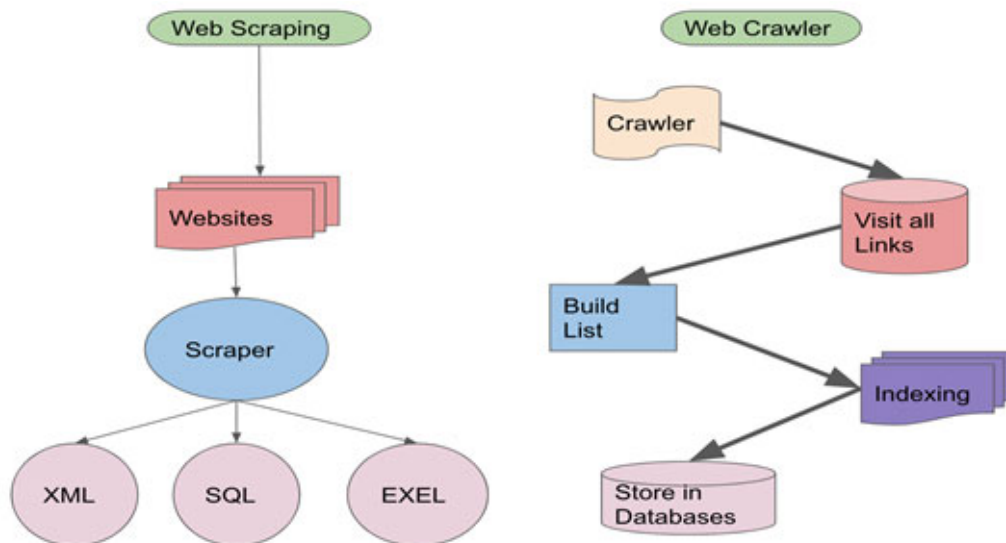 Web Scraping
Websites
Scraper
XML
SQL
EXEL
Web Crawler
Crawler
Visit all
Links
Build
List
Indexing
Store in
Databases